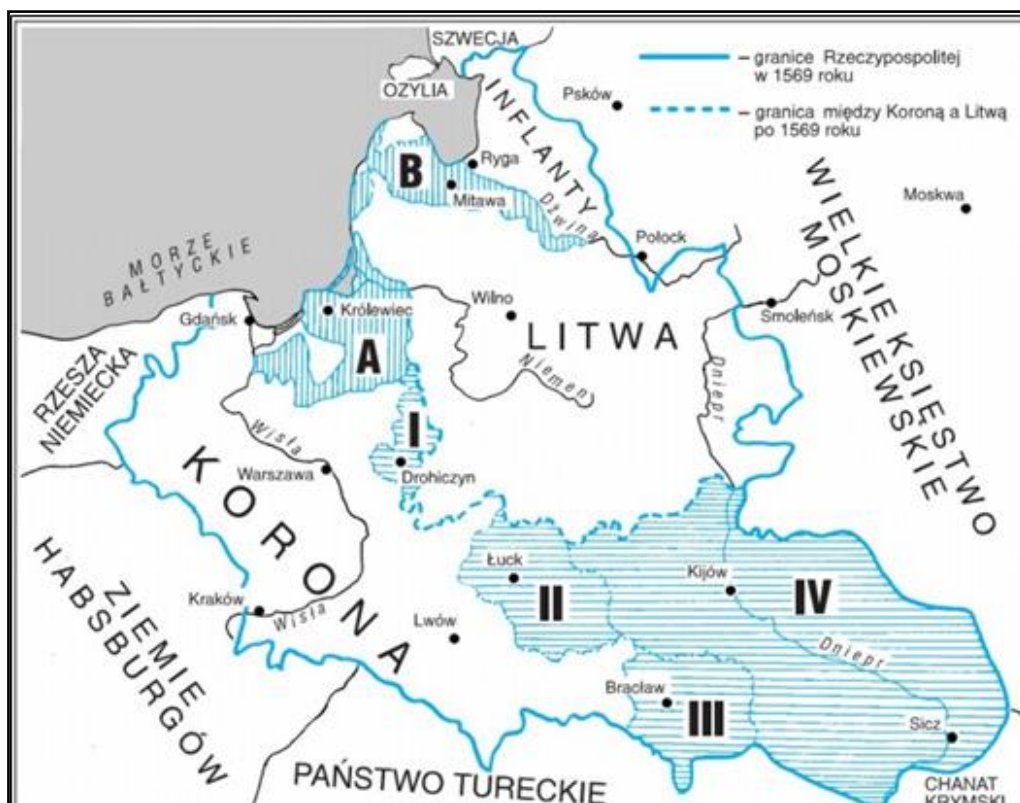 SZWECJA
OZYLIA
INFLANTY
Psków
– granice Rzeczypospolitej
w 1569 roku
– granica między Koroną a Litwą
po 1569 roku
B
Ryga
Mitawa
Dźwina
Połock
Moskwa
WIELKIE KSIĘSTWO
MOSKIEWSKIE
MORZE
BAŁTYCKIE
Gdańsk
Królewiec
A
Wilno
LITWA
Niemen
Smoleńsk
Dniepr
RZESZA
NIEMIECKA
Wisła
Warszawa
I
Drohiczyn
KORONA
ZIEMIE
HABSBURGÓW
Kraków
Wisła
Lwów
Łuck
II
Kijów
IV
Dniepr
Bracław
III
Sicz
PAŃSTWO TURECKIE
CHANAT
KRYMSKI